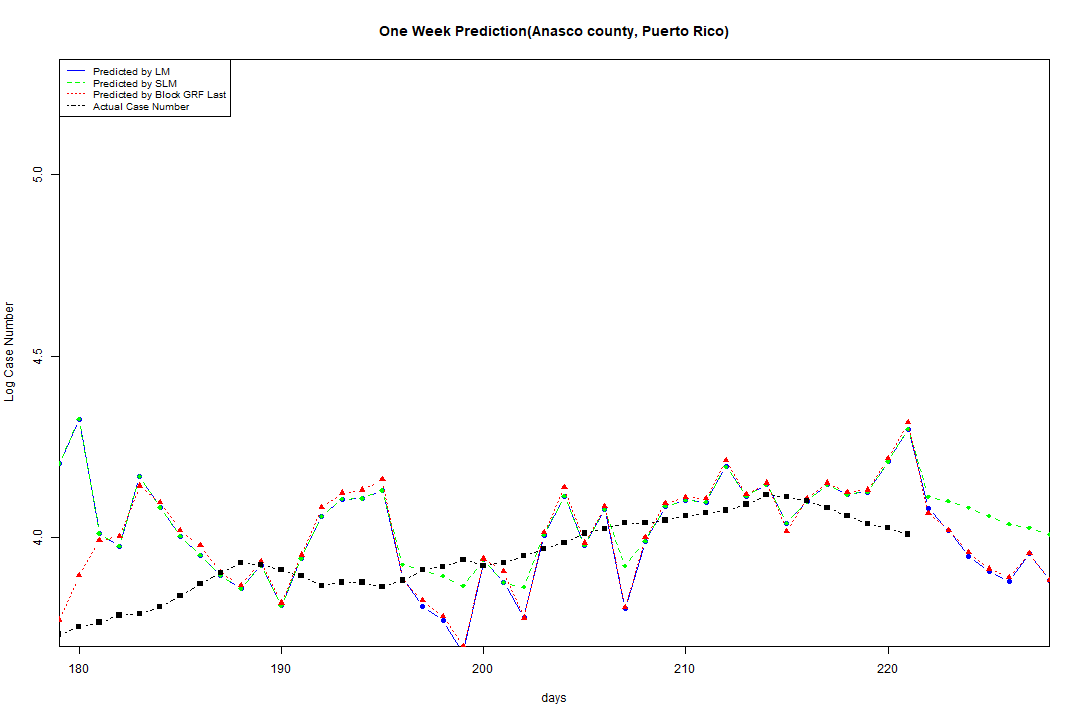 One Week Prediction(Anasco county, Puerto Rico)
Predicted by LM
Predicted by SLM
Predicted by Block GRF Last
Actual Case Number
5.0
4.5
4.0
Log Case Number
180 190 200 210 220
days